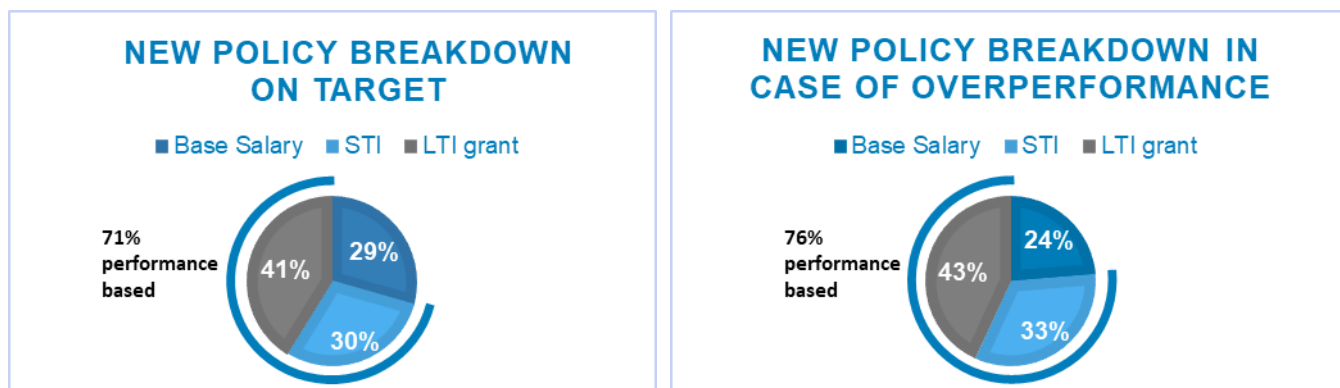 NEW POLICY BREAKDOWN
ON TARGET
Base Salary STI LTI grant
71%
performance
based
29%
41%
30%
NEW POLICY BREAKDOWN IN
CASE OF OVERPERFORMANCE
Base Salary STI LTI grant
76%
performance
based
24%
43%
33%